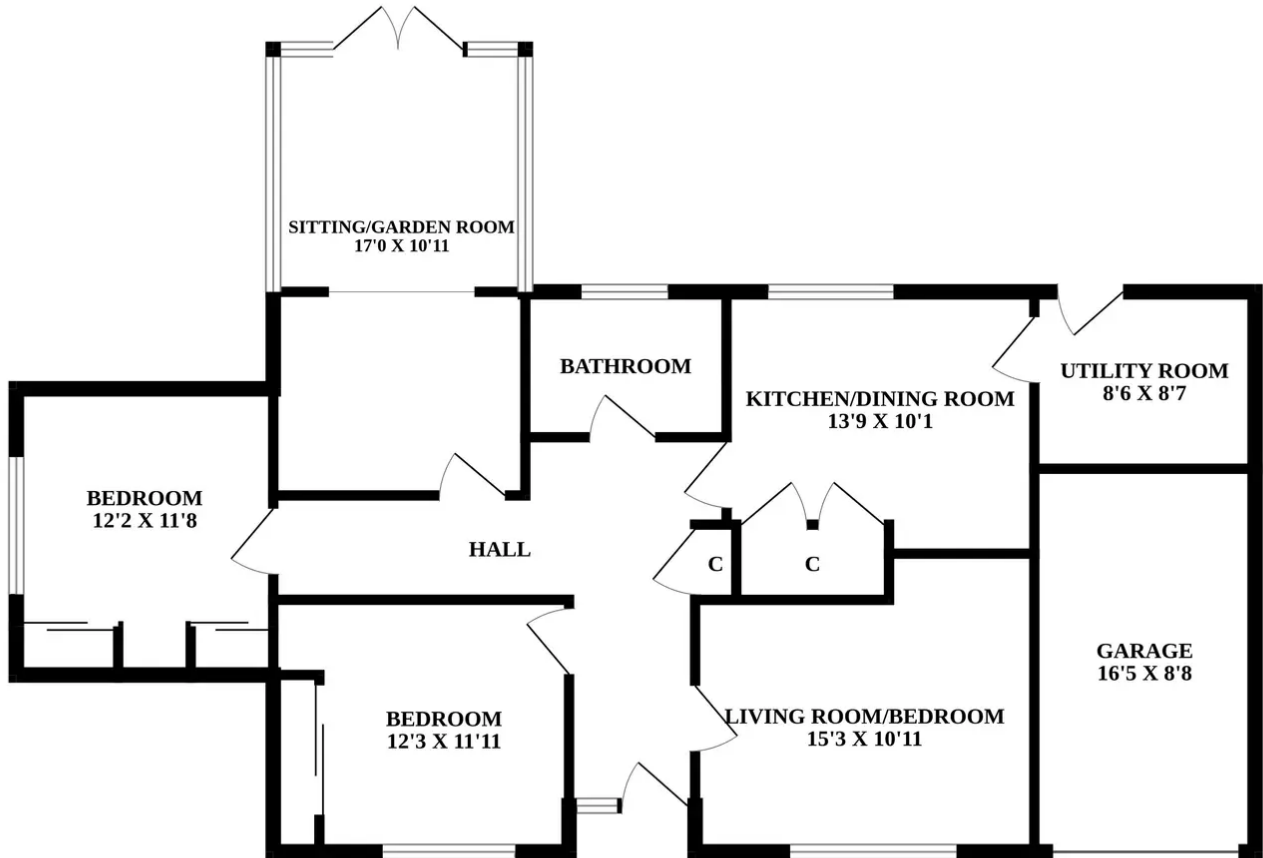 SITTING/GARDEN ROOM
17'0 X 10'11
BATHROOM
KITCHEN/DINING ROOM
13'9 X 10'1
UTILITY ROOM
8'6 X 8'7
BEDROOM
12'2 X 11'8
HALL
C
C
GARAGE
16'5 X 8'8
BEDROOM
12'3 X 11'11
LIVING ROOM/BEDROOM
15'3 X 10'11